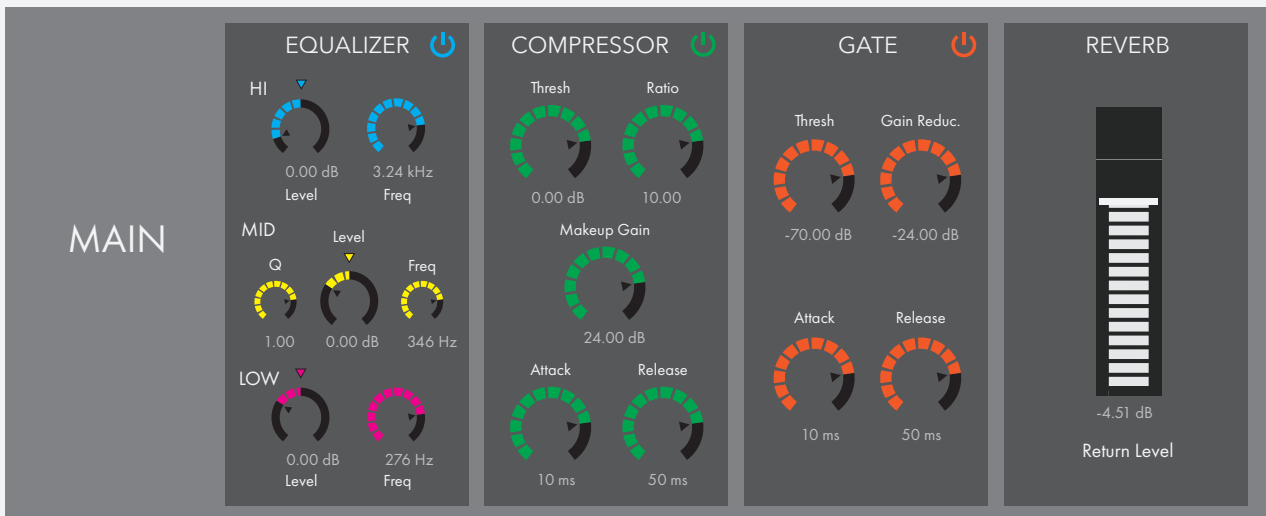 MAIN
EQUALIZER
HI
0.00 dB 3.24 kHz
Level Freq
MID
Level
Q Freq
1.00 0.00 dB 346 Hz
LOW
0.00 dB 276 Hz
Level Freq
COMPRESSOR
Thresh Ratio
0.00 dB 10.00
Makeup Gain
24.00 dB
Attack Release
10 ms 50 ms
GATE
Thresh Gain Reduc.
-70.00 dB -24.00 dB
Attack Release
10 ms 50 ms
REVERB
-4.51 dB
Return Level